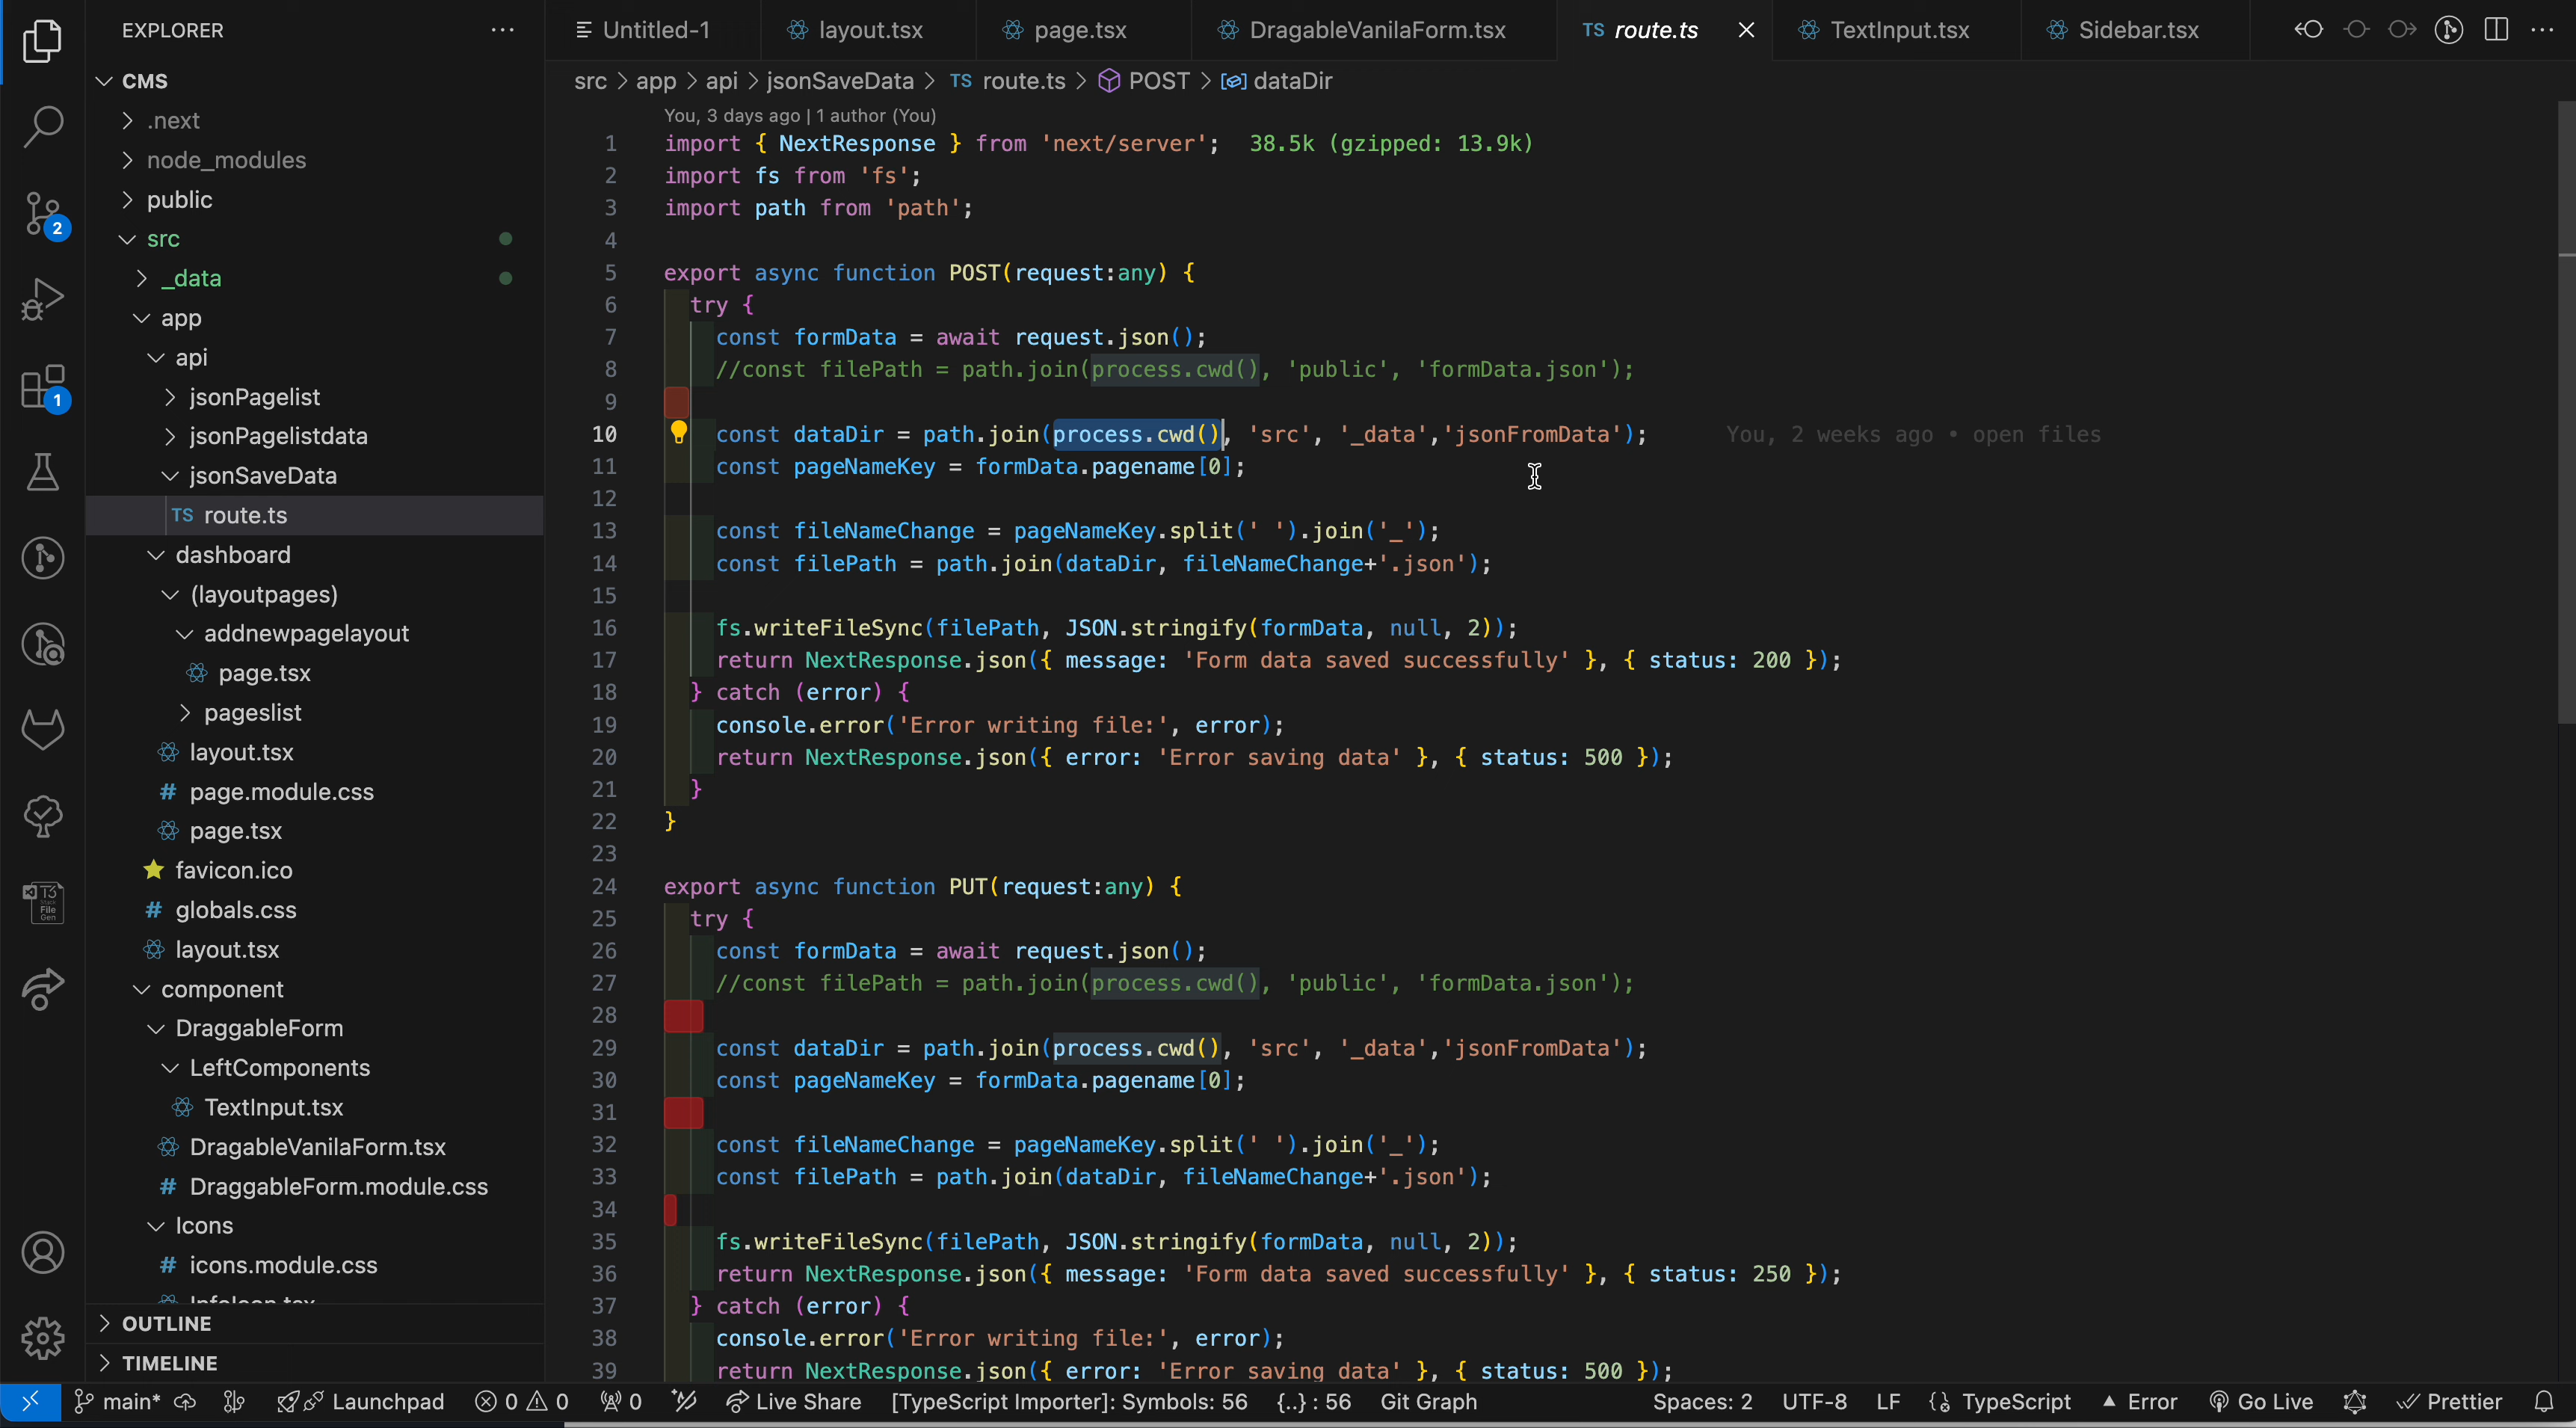 EXPLORER
CMS
.next
node_modules
public
src
_data
app
api
jsonPagelist
jsonPagelistdata
jsonSaveData
TS route.ts
dashboard
(layoutpages)
addnewpagelayout
page.tsx
pageslist
layout.tsx
# page.module.css
page.tsx
favicon.ico
# globals.css
layout.tsx
component
DraggableForm
LeftComponents
TextInput.tsx
DragableVanilaForm.tsx
# DraggableForm.module.css
Icons
# icons.module.css
OUTLINE
TIMELINE
2
1
Untitled-1
layout.tsx
page.tsx
DragableVanilaForm.tsx
TS route.ts
TextInput.tsx
Sidebar.tsx
src > app > api > jsonSaveData > TS route.ts > POST > dataDir
You, 3 days ago | 1 author (You)
1 import { NextResponse } from 'next/server'; 38.5k (gzipped: 13.9k)
2 import fs from 'fs';
3 import path from 'path';
4
5 export async function POST(request:any) {
6 try {
7 const formData = await request.json();
8 //const filePath = path.join(process.cwd(), 'public', 'formData.json');
9
10 const dataDir = path.join(process.cwd(), 'src', '_data','jsonFromData'); You, 2 weeks ago • open files
11 const pageNameKey = formData.pagename[0];
12
13 const fileNameChange = pageNameKey.split(' ').join('_');
14 const filePath = path.join(dataDir, fileNameChange+'.json');
15
16 fs.writeFileSync(filePath, JSON.stringify(formData, null, 2));
17 return NextResponse.json({ message: 'Form data saved successfully' }, { status: 200 });
18 } catch (error) {
19 console.error('Error writing file:', error);
20 return NextResponse.json({ error: 'Error saving data' }, { status: 500 });
21 }
22 }
23
24 export async function PUT(request:any) {
25 try {
26 const formData = await request.json();
27 //const filePath = path.join(process.cwd(), 'public', 'formData.json');
28
29 const dataDir = path.join(process.cwd(), 'src', '_data','jsonFromData');
30 const pageNameKey = formData.pagename[0];
31
32 const fileNameChange = pageNameKey.split(' ').join('_');
33 const filePath = path.join(dataDir, fileNameChange+'.json');
34
35 fs.writeFileSync(filePath, JSON.stringify(formData, null, 2));
36 return NextResponse.json({ message: 'Form data saved successfully' }, { status: 250 });
37 } catch (error) {
38 console.error('Error writing file:', error);
39 return NextResponse.json({ error: 'Error saving data' }, { status: 500 });
main* Launchpad 0 0 0 Live Share [TypeScript Importer]: Symbols: 56 {..} : 56 Git Graph Spaces: 2 UTF-8 LF TypeScript Error Go Live Prettier